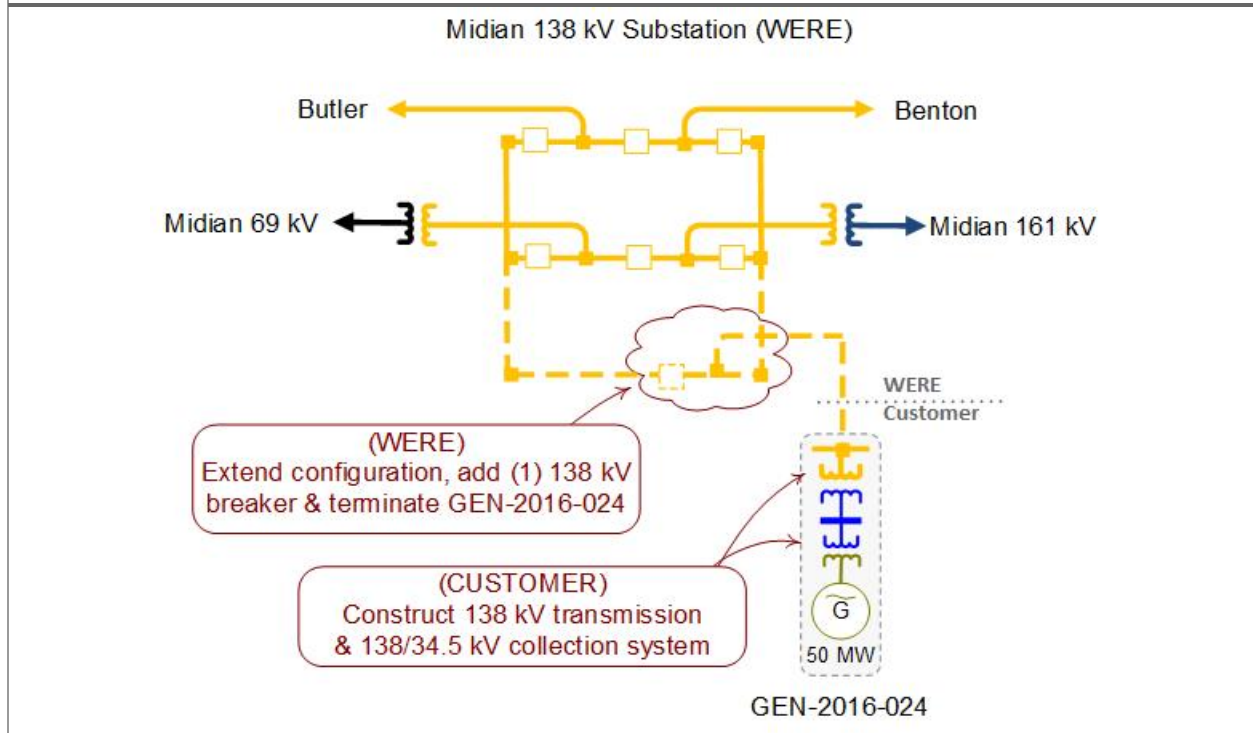 Midian 138 kV Substation (WERE)
Butler
Benton
Midian 69 kV
Midian 161 kV
WERE
Customer
(WERE)
Extend configuration, add (1) 138 kV
breaker & terminate GEN-2016-024
(CUSTOMER)
Construct 138 kV transmission
& 138/34.5 kV collection system
G
50 MW
GEN-2016-024